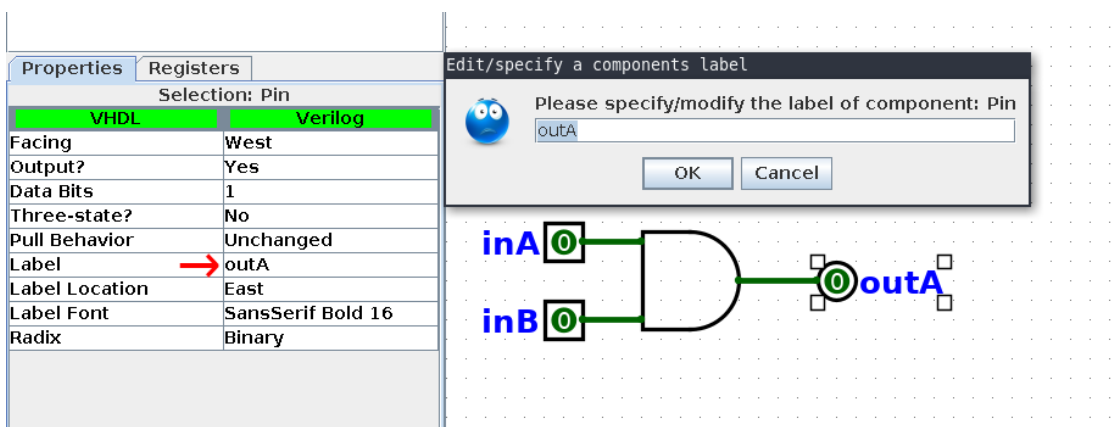 Properties Registers
Selection: Pin
VHDL Verilog
Facing West
Output? Yes
Data Bits 1
Three-state? No
Pull Behavior Unchanged
Label outA
Label Location East
Label Font SansSerif Bold 16
Radix Binary
Edit/specify a components label
Please specify/modify the label of component: Pin
outA
OK Cancel
inA 0
0 outA
inB 0